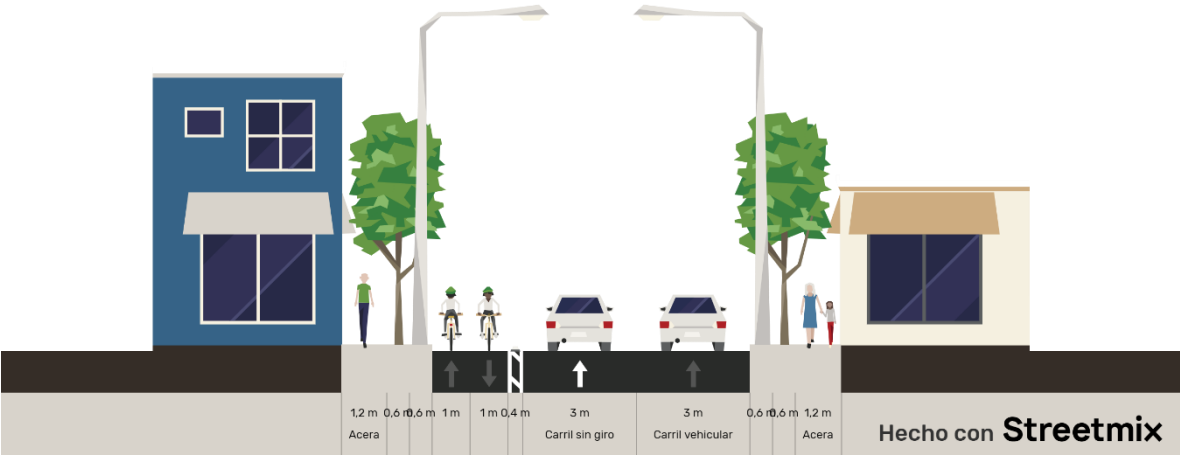 1,2 m 0,6 m 0,6 m 1 m 1 m 0,4 m 3 m 3 m 0,6 m 0,6 m 1,2 m
Acera Carril sin giro Carril vehicular Acera
Hecho con Streetmix